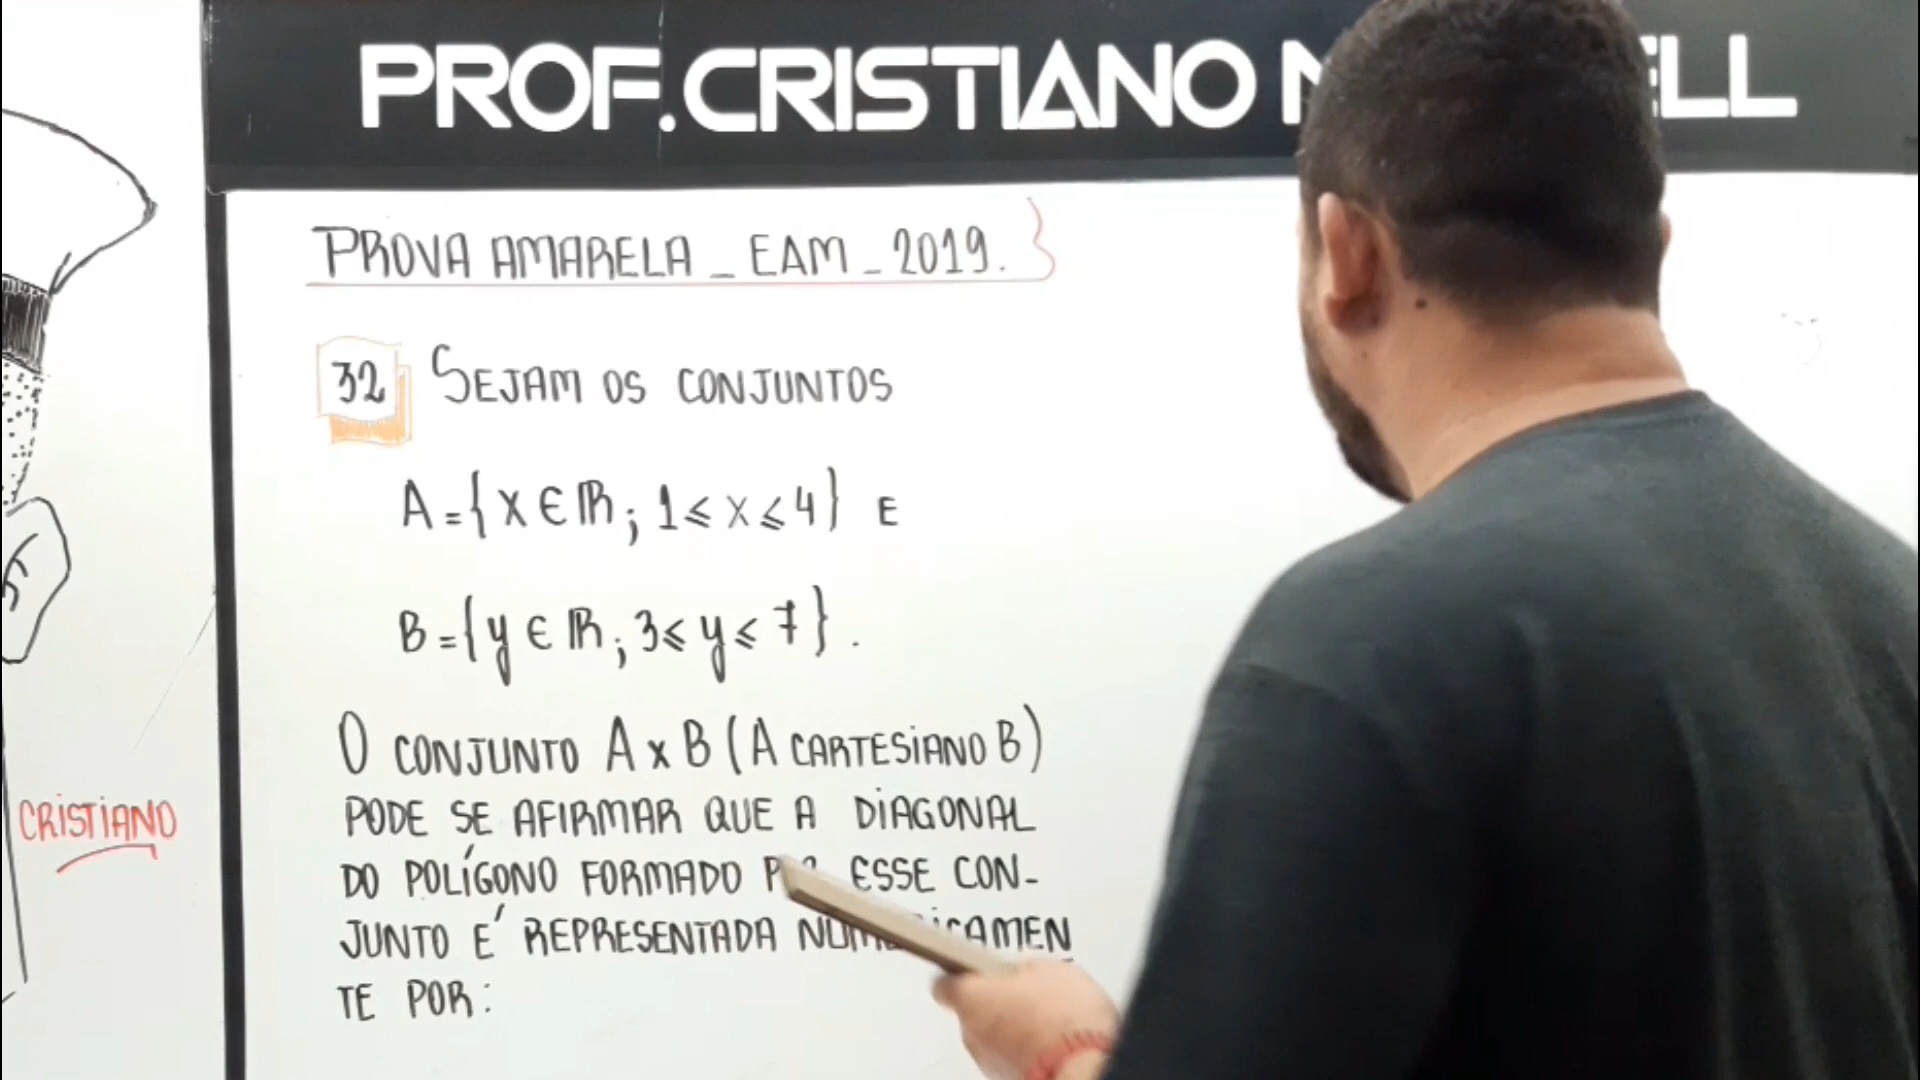 PROF.CRISTIANO
PROVA AMARELA _ EAM _ 2019.
32 SEJAM OS CONJUNTOS
A={x∈ℝ; 1≤x≤4} E
B={y∈ℝ; 3≤y≤7}.
O CONJUNTO A x B (A CARTESIANO B)
PODE SE AFIRMAR QUE A DIAGONAL
DO POLÍGONO FORMADO ESSE CON-
JUNTO E' REPRESENTADA
TE POR:
CRISTIANO